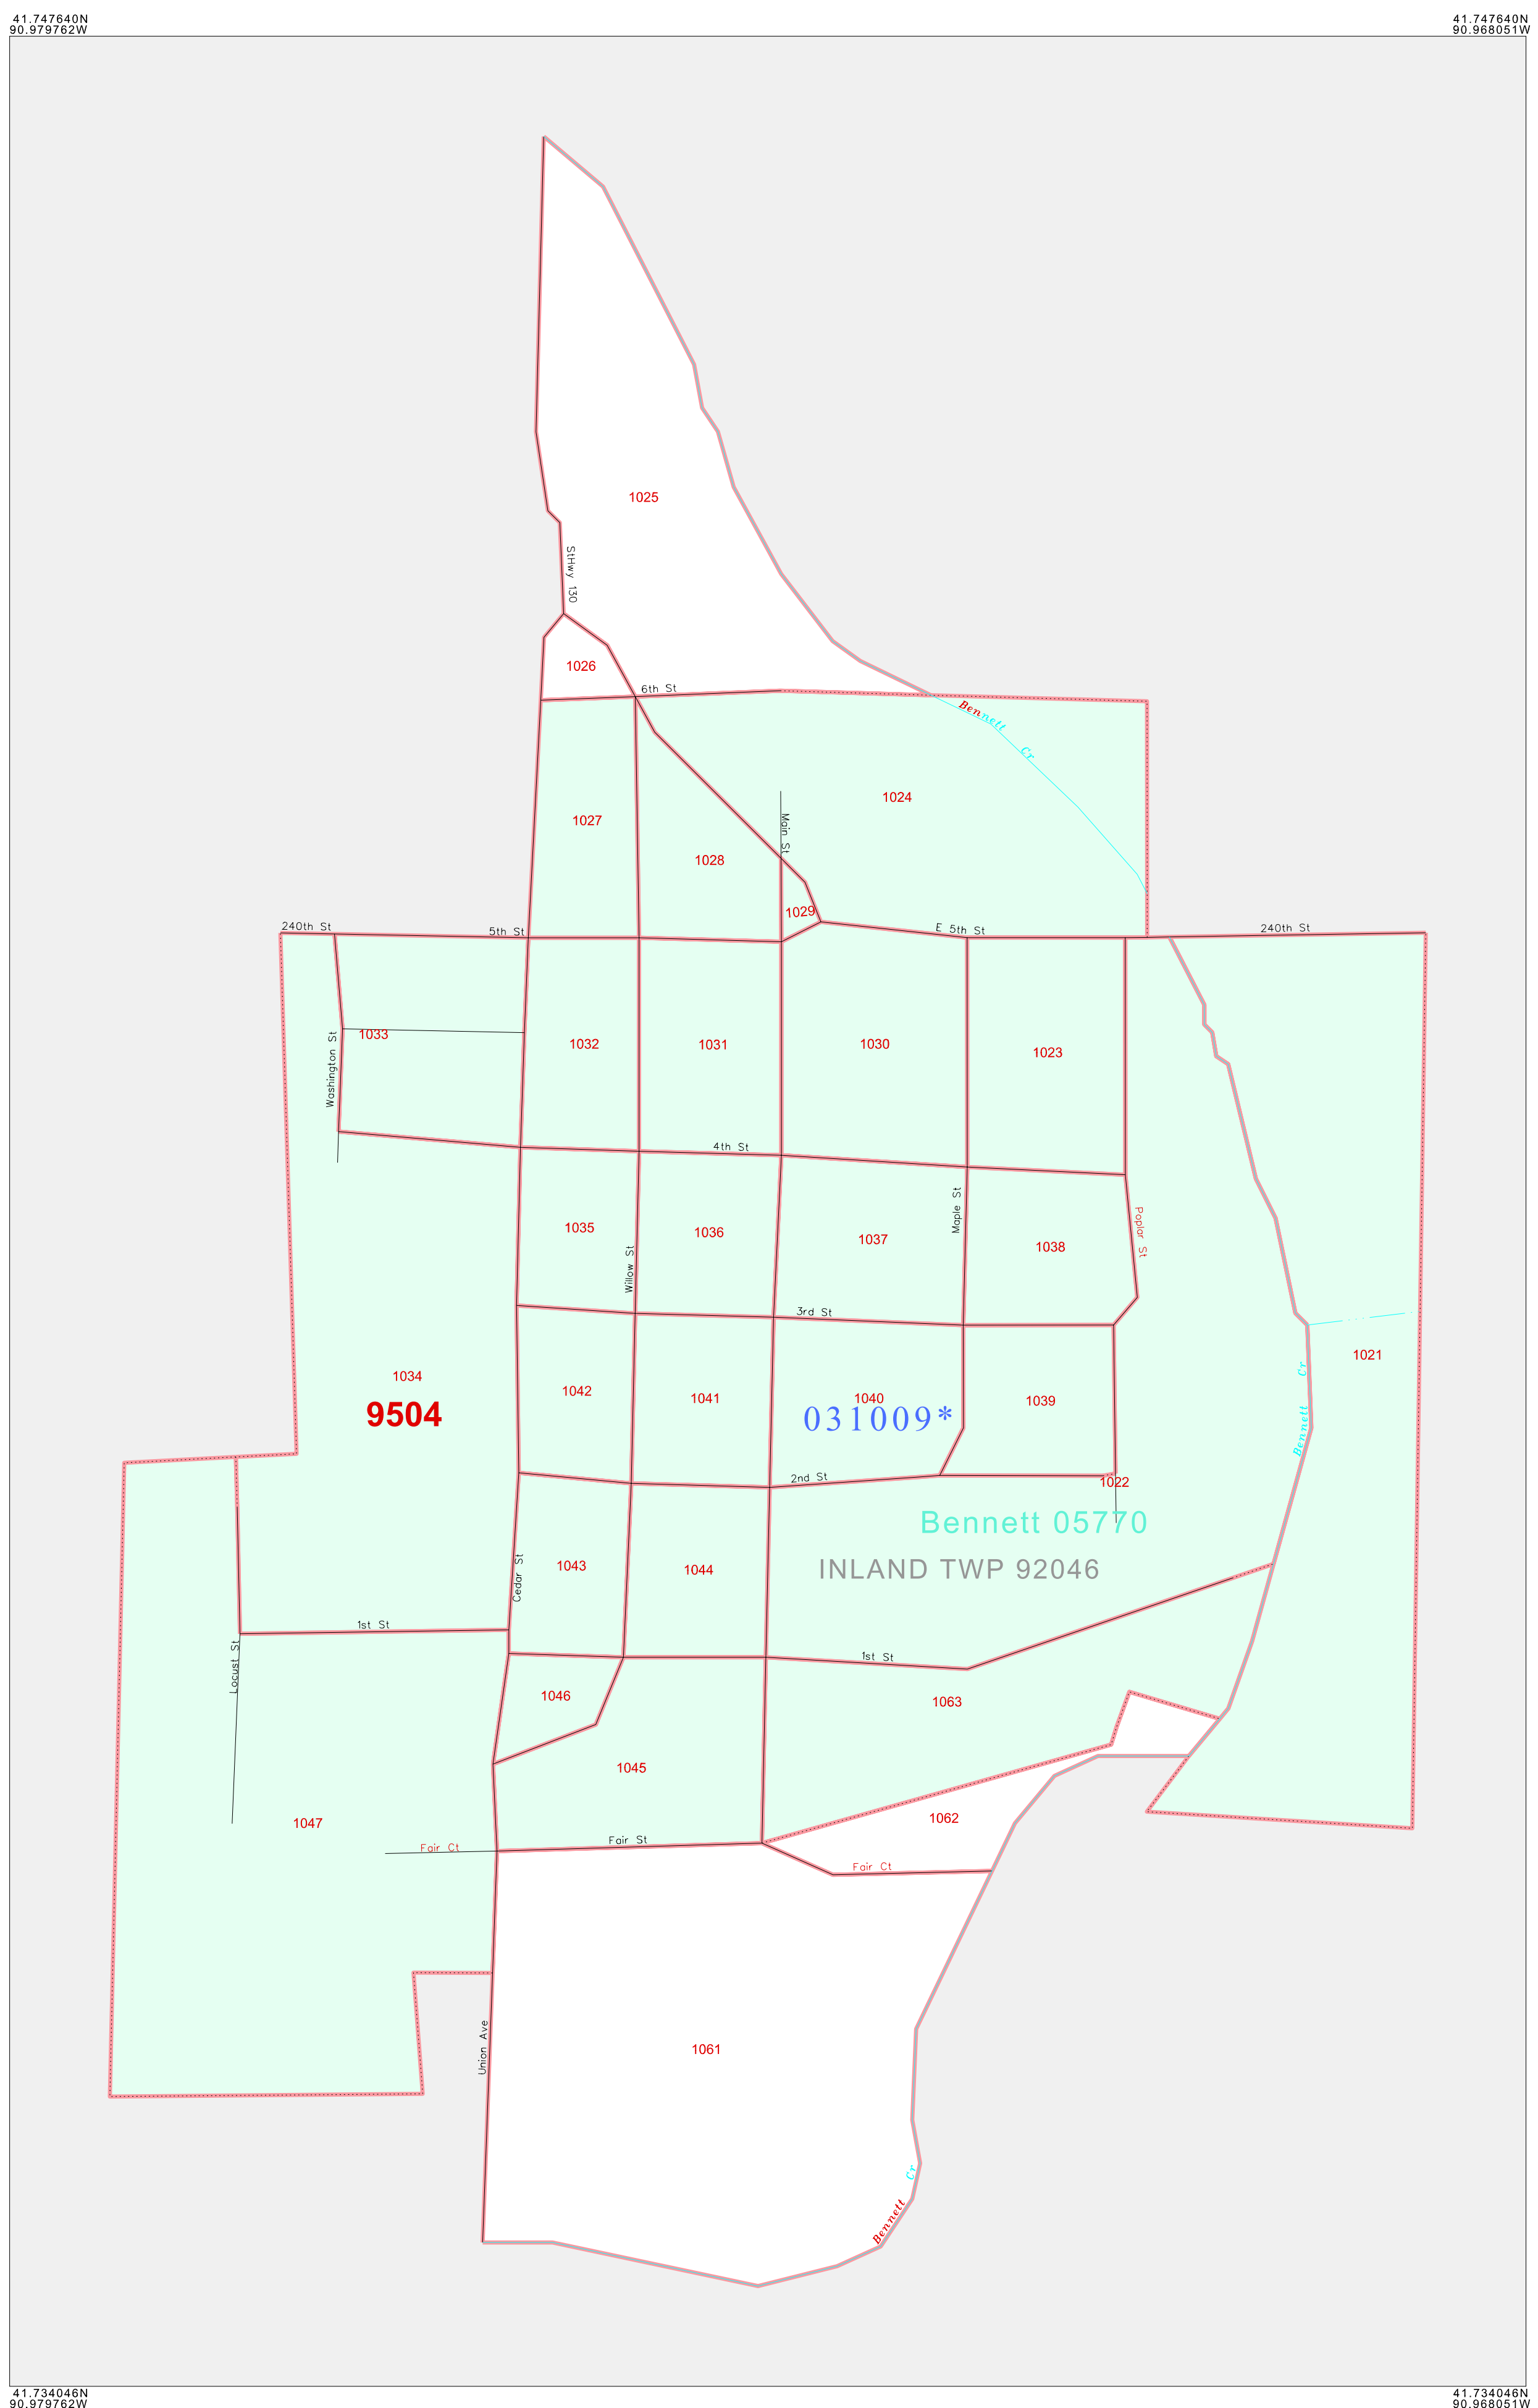 41.747640N
90.979762W
41.747640N
90.968051W
1025
StHwy 130
1026
6th St
Bennett Cr
1024
1027
Main St
1028
1029
240th St
5th St
E 5th St
240th St
1033
Washington St
1032
1031
1030
1023
4th St
Maple St
Poplar St
1035
1036
1037
1038
Willow St
3rd St
1021
Bennett Cr
1034
9504
1042
1041
1040
031009*
1039
2nd St
1022
Bennett 05770
INLAND TWP 92046
1043
1044
Cedar St
1st St
Locust St
1st St
1046
1063
1045
1047
1062
Fair Ct
Fair St
Fair Ct
Union Ave
1061
Bennett Cr
41.734046N
90.979762W
41.734046N
90.968051W